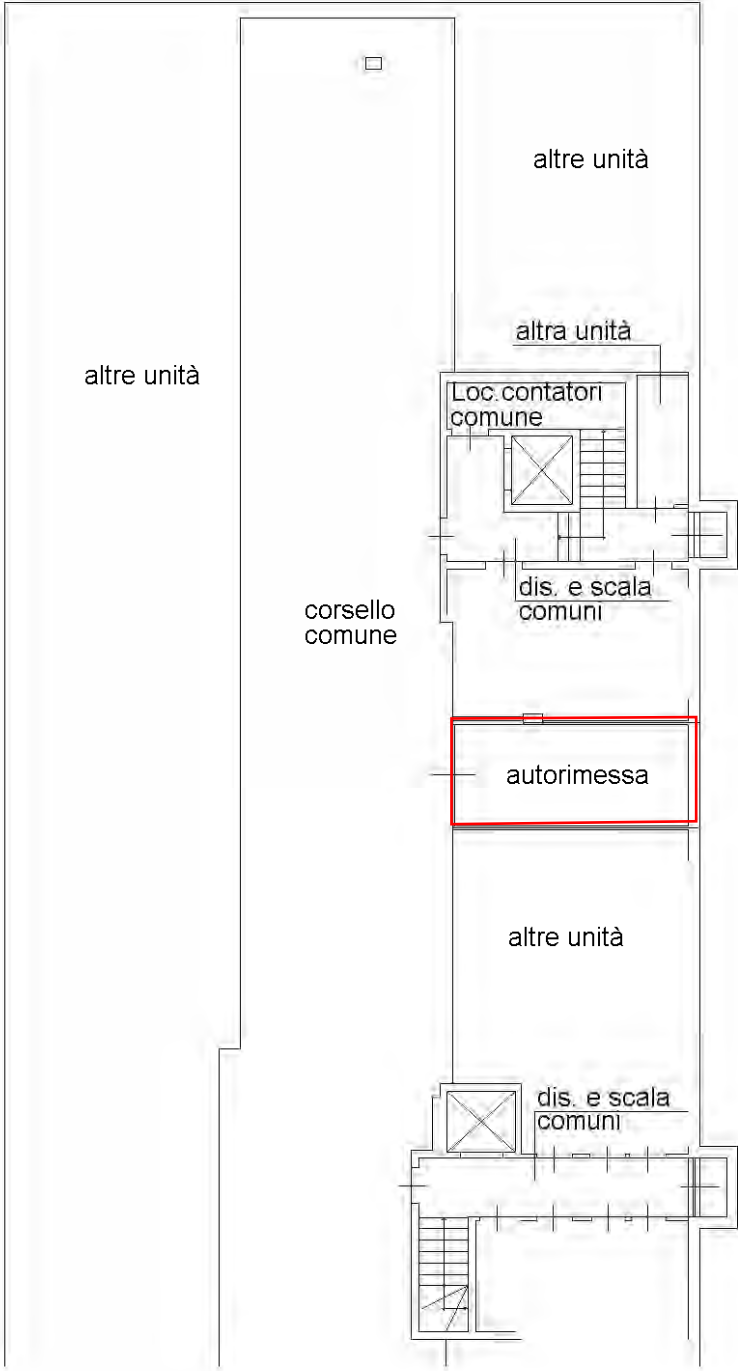 altre unità
altra unità
altre unità
Loc.contatori
comune
dis. e scala
comuni
corsello
comune
autorimessa
altre unità
dis. e scala
comuni